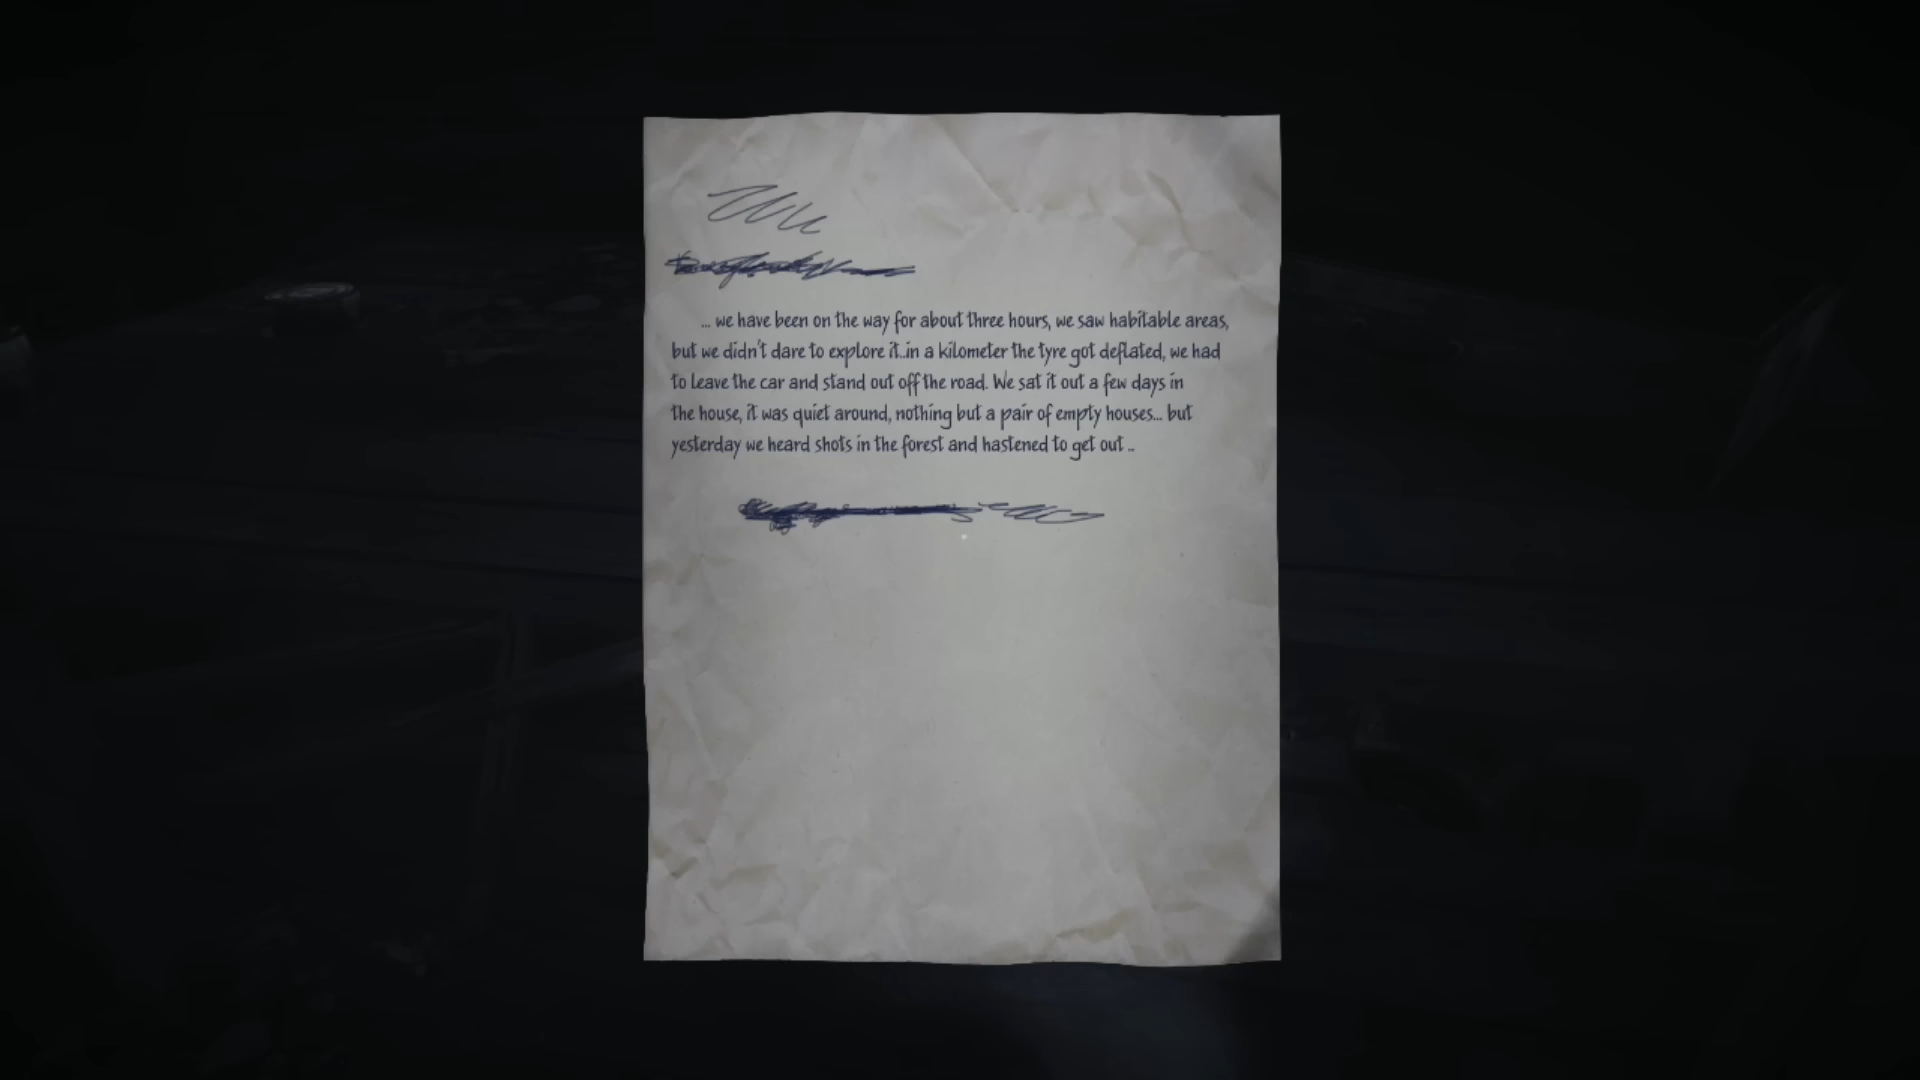 ... we have been on the way for about three hours, we saw habitable areas,
but we didn't dare to explore it..in a kilometer the tyre got deflated, we had
to leave the car and stand out off the road. We sat it out a few days in
the house, it was quiet around, nothing but a pair of empty houses... but
yesterday we heard shots in the forest and hastened to get out ..